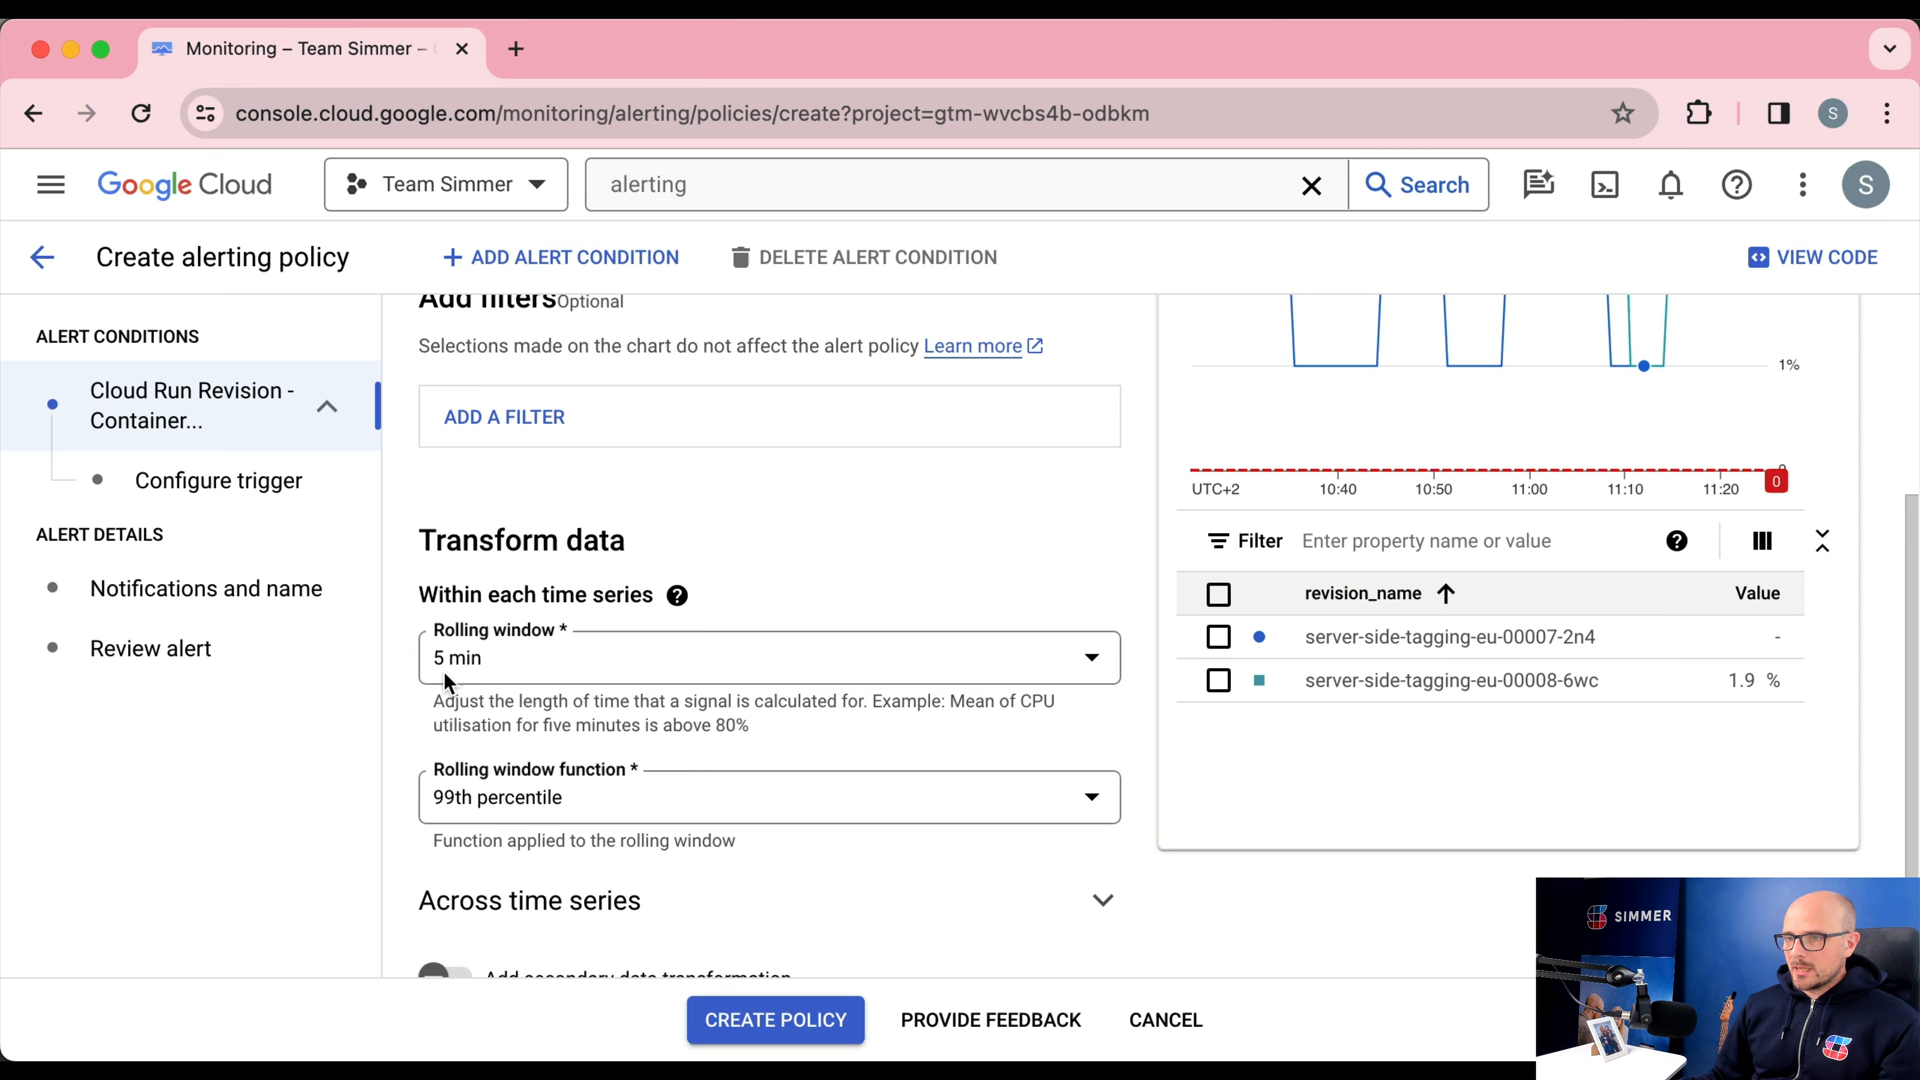 Monitoring – Team Simmer –
console.cloud.google.com/monitoring/alerting/policies/create?project=gtm-wvcbs4b-odbkm
S
Google Cloud
Team Simmer
alerting
Search
S
Create alerting policy
ADD ALERT CONDITION
DELETE ALERT CONDITION
VIEW CODE
ALERT CONDITIONS
Cloud Run Revision -
Container...
Configure trigger
ALERT DETAILS
Notifications and name
Review alert
Add filters Optional
Selections made on the chart do not affect the alert policy Learn more
ADD A FILTER
Transform data
Within each time series
Rolling window *
5 min
Adjust the length of time that a signal is calculated for. Example: Mean of CPU
utilisation for five minutes is above 80%
Rolling window function *
99th percentile
Function applied to the rolling window
Across time series
Add secondary data transformation
1%
0
UTC+2 10:40 10:50 11:00 11:10 11:20 0
Filter Enter property name or value
revision_name Value
server-side-tagging-eu-00007-2n4 -
server-side-tagging-eu-00008-6wc 1.9 %
CREATE POLICY
PROVIDE FEEDBACK
CANCEL
SIMMER